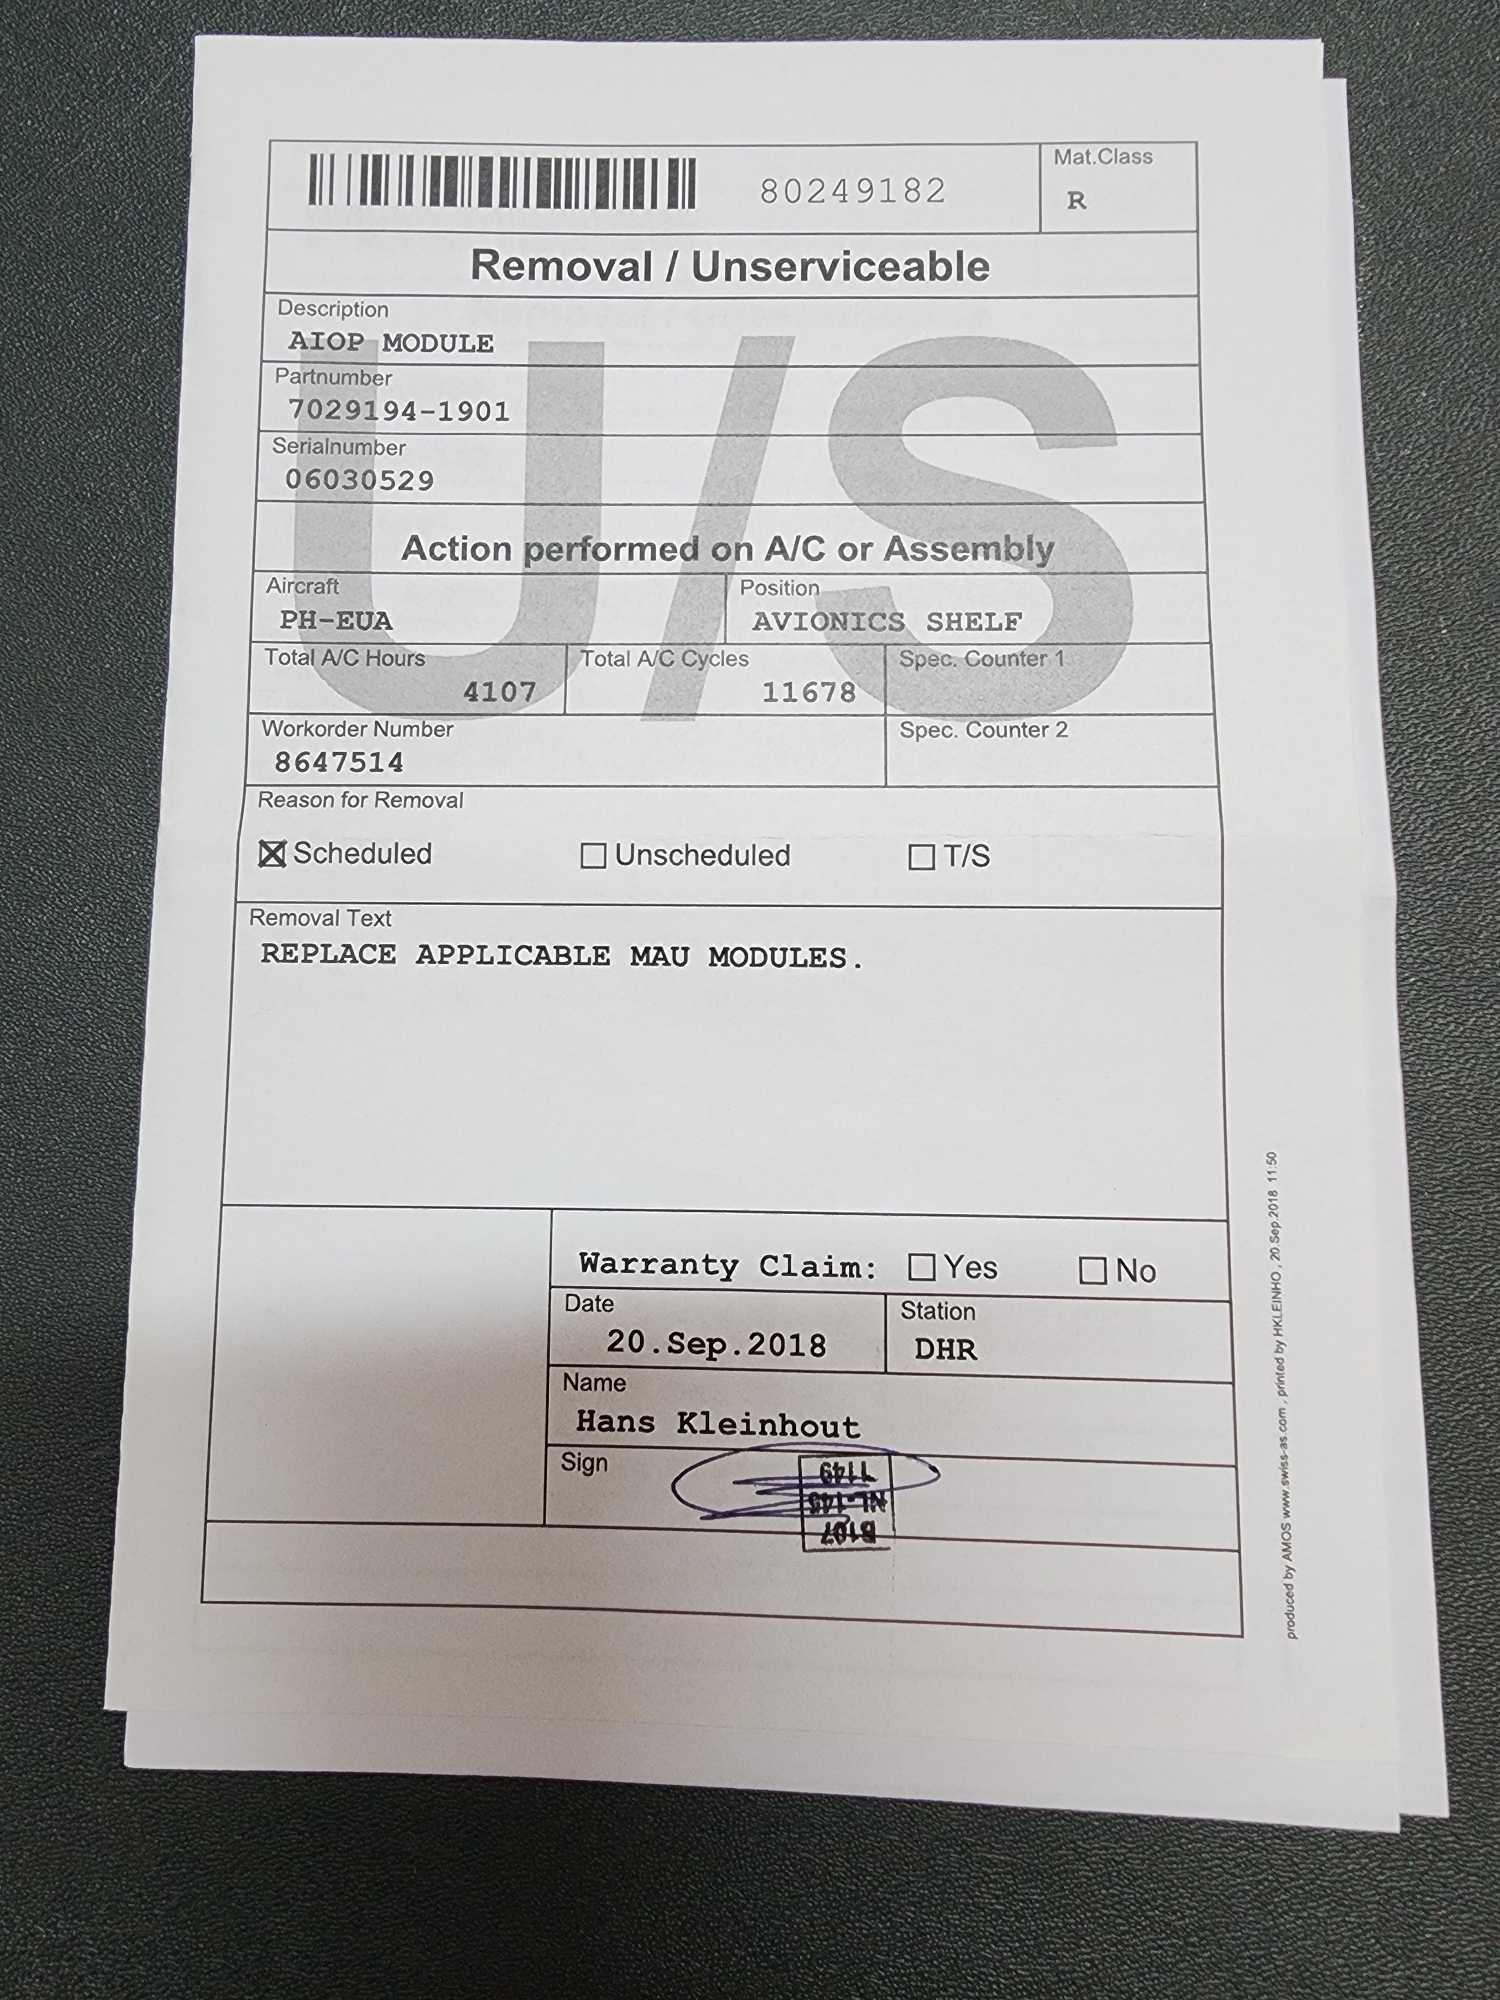 80249182
Mat.Class
R
Removal / Unserviceable
Description
AIOP MODULE
Partnumber
7029194-1901
Serialnumber
06030529
U/S
Action performed on A/C or Assembly
Aircraft
PH-EUA
Position
AVIONICS SHELF
Total A/C Hours
4107
Total A/C Cycles
11678
Spec. Counter 1
Workorder Number
8647514
Spec. Counter 2
Reason for Removal
Scheduled
Unscheduled
T/S
Removal Text
REPLACE APPLICABLE MAU MODULES.
Warranty Claim: Yes No
Date
20.Sep.2018
Station
DHR
Name
Hans Kleinhout
Sign
B107
NL-145
1149
produced by AMOS www.swiss-as.com , printed by HKLEINHO , 20.Sep.2018 11:50